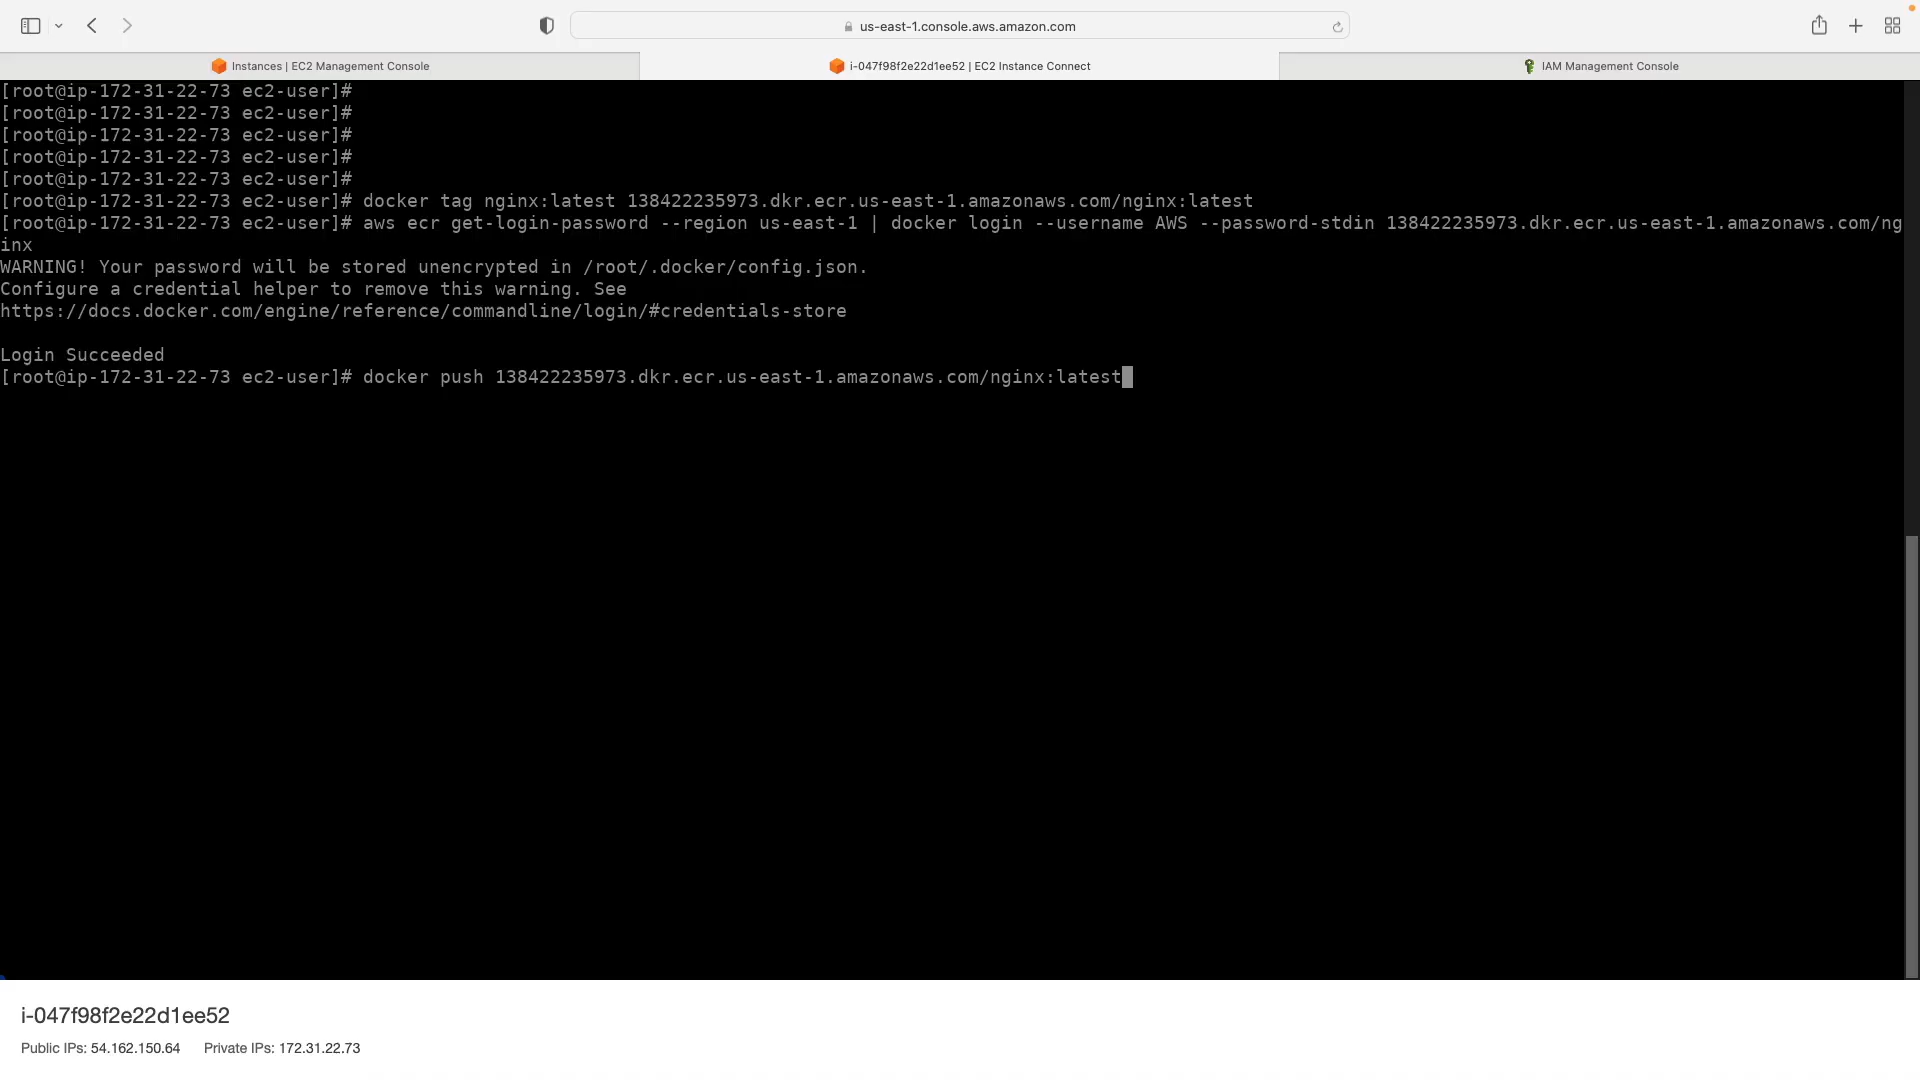 us-east-1.console.aws.amazon.com
Instances | EC2 Management Console
i-047f98f2e22d1ee52 | EC2 Instance Connect
IAM Management Console
[root@ip-172-31-22-73 ec2-user]#
[root@ip-172-31-22-73 ec2-user]#
[root@ip-172-31-22-73 ec2-user]#
[root@ip-172-31-22-73 ec2-user]#
[root@ip-172-31-22-73 ec2-user]#
[root@ip-172-31-22-73 ec2-user]# docker tag nginx:latest 138422235973.dkr.ecr.us-east-1.amazonaws.com/nginx:latest
[root@ip-172-31-22-73 ec2-user]# aws ecr get-login-password --region us-east-1 | docker login --username AWS --password-stdin 138422235973.dkr.ecr.us-east-1.amazonaws.com/ng
inx
WARNING! Your password will be stored unencrypted in /root/.docker/config.json.
Configure a credential helper to remove this warning. See
https://docs.docker.com/engine/reference/commandline/login/#credentials-store
Login Succeeded
[root@ip-172-31-22-73 ec2-user]# docker push 138422235973.dkr.ecr.us-east-1.amazonaws.com/nginx:latest
i-047f98f2e22d1ee52
Public IPs: 54.162.150.64 Private IPs: 172.31.22.73